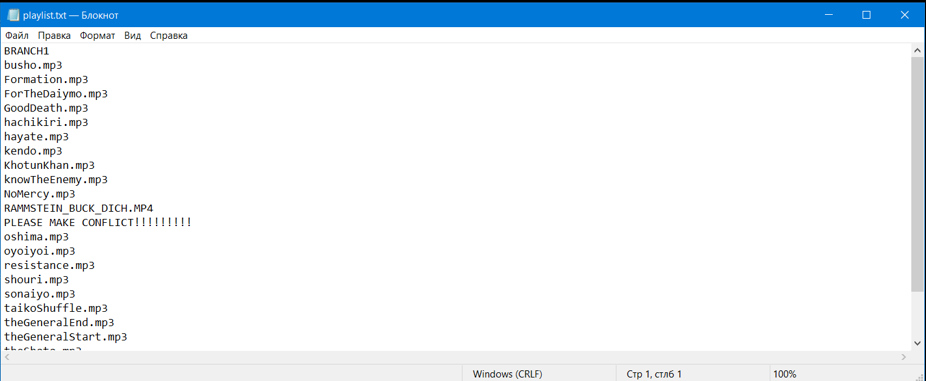 playlist.txt — Блокнот
Файл Правка Формат Вид Справка
BRANCH1
busho.mp3
Formation.mp3
ForTheDaiymo.mp3
GoodDeath.mp3
hachikiri.mp3
hayate.mp3
kendo.mp3
KhotunKhan.mp3
knowTheEnemy.mp3
NoMercy.mp3
RAMMSTEIN_BUCK_DICH.MP4
PLEASE MAKE CONFLICT!!!!!!!!!
oshima.mp3
oyoiyoi.mp3
resistance.mp3
shouri.mp3
sonaiyo.mp3
taikoShuffle.mp3
theGeneralEnd.mp3
theGeneralStart.mp3
Windows (CRLF) Стр 1, стлб 1 100%